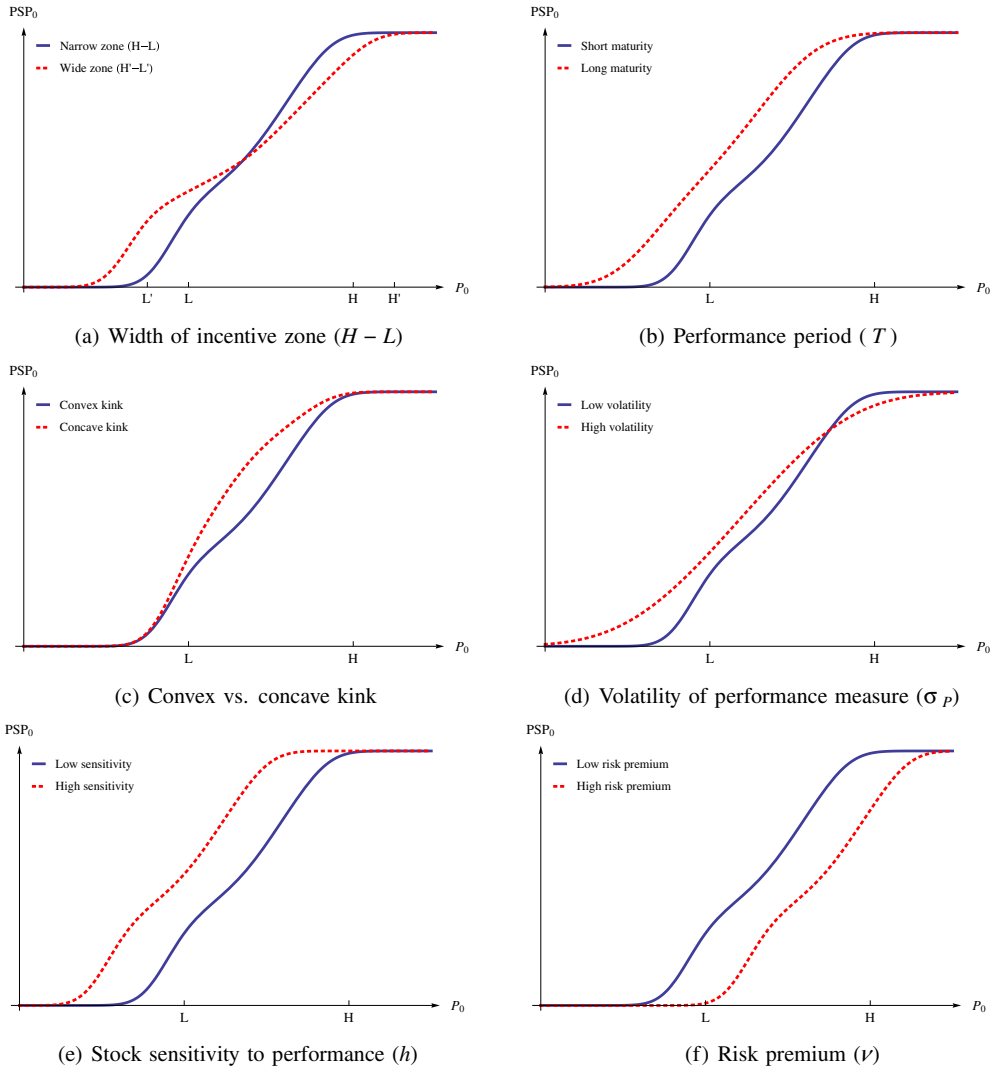 PSP₀
Narrow zone (H−L)
Wide zone (H'−L')
L' L H H' P₀
(a) Width of incentive zone (H − L)
PSP₀
Short maturity
Long maturity
L H P₀
(b) Performance period ( T )
PSP₀
Convex kink
Concave kink
L H P₀
(c) Convex vs. concave kink
PSP₀
Low volatility
High volatility
L H P₀
(d) Volatility of performance measure (σ P)
PSP₀
Low sensitivity
High sensitivity
L H P₀
(e) Stock sensitivity to performance (h)
PSP₀
Low risk premium
High risk premium
L H P₀
(f) Risk premium (ν)